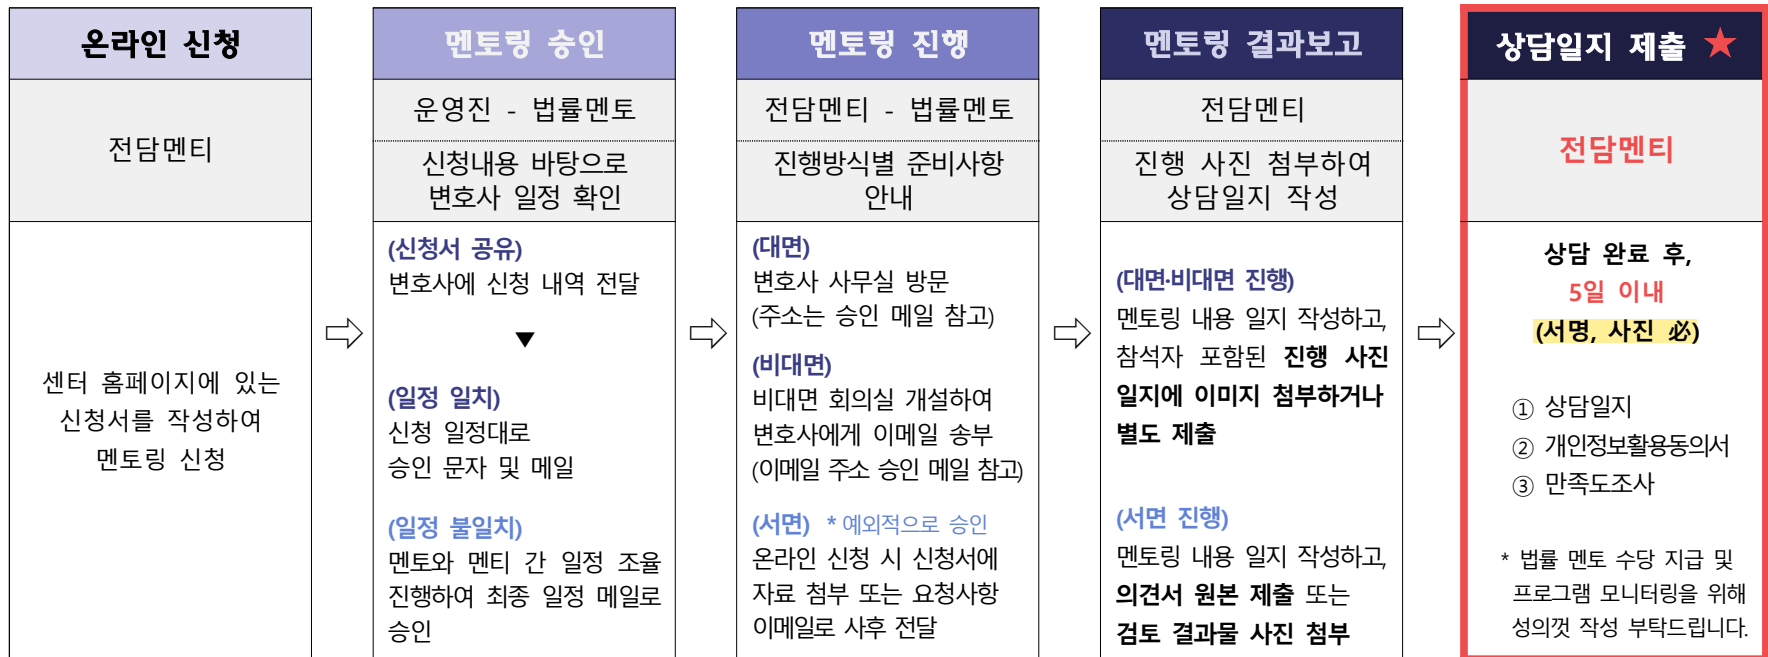 온라인 신청
전담멘티
센터 홈페이지에 있는
신청서를 작성하여
멘토링 신청
⇨
멘토링 승인
운영진 - 법률멘토
신청내용 바탕으로
변호사 일정 확인
(신청서 공유)
변호사에 신청 내역 전달
▼
(일정 일치)
신청 일정대로
승인 문자 및 메일
(일정 불일치)
멘토와 멘티 간 일정 조율
진행하여 최종 일정 메일로
승인
⇨
멘토링 진행
전담멘티 - 법률멘토
진행방식별 준비사항
안내
(대면)
변호사 사무실 방문
(주소는 승인 메일 참고)
(비대면)
비대면 회의실 개설하여
변호사에게 이메일 송부
(이메일 주소 승인 메일 참고)
(서면) * 예외적으로 승인
온라인 신청 시 신청서에
자료 첨부 또는 요청사항
이메일로 사후 전달
⇨
멘토링 결과보고
전담멘티
진행 사진 첨부하여
상담일지 작성
(대면·비대면 진행)
멘토링 내용 일지 작성하고,
참석자 포함된 진행 사진
일지에 이미지 첨부하거나
별도 제출
(서면 진행)
멘토링 내용 일지 작성하고,
의견서 원본 제출 또는
검토 결과물 사진 첨부
⇨
상담일지 제출 ★
전담멘티
상담 완료 후,
5일 이내
(서명, 사진 必)
① 상담일지
② 개인정보활용동의서
③ 만족도조사
* 법률 멘토 수당 지급 및
프로그램 모니터링을 위해
성의껏 작성 부탁드립니다.